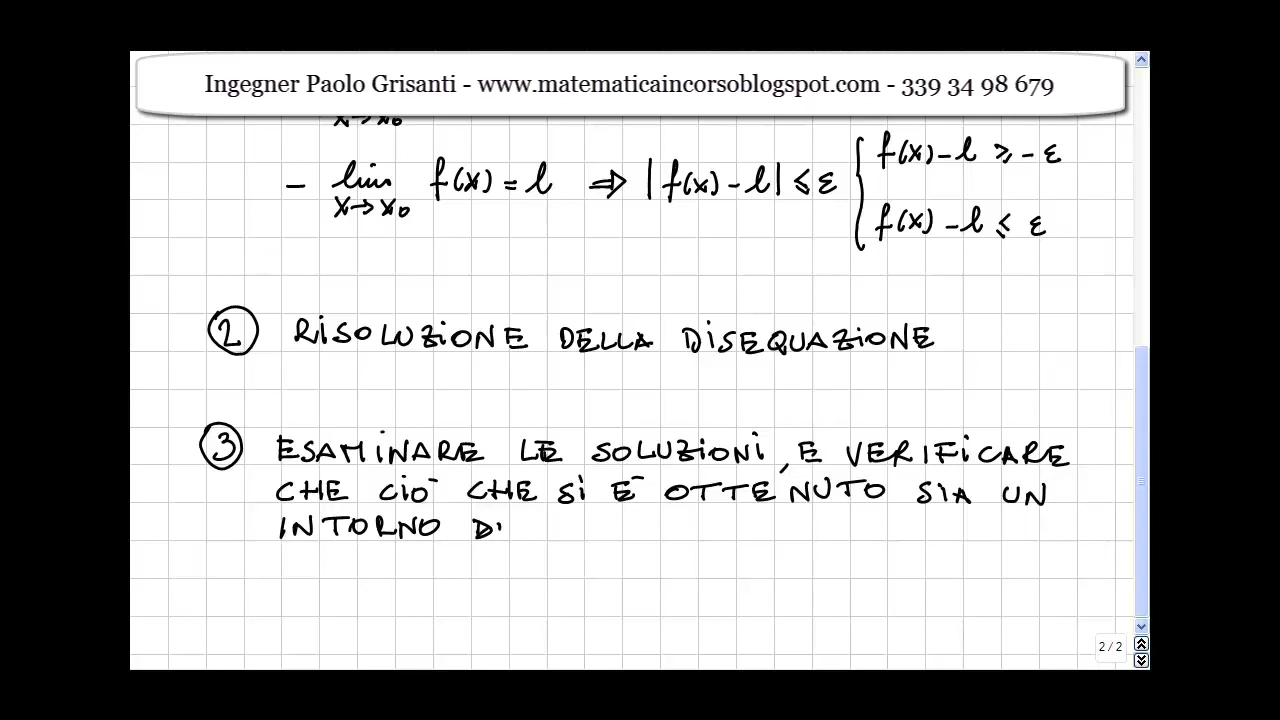 Ingegner Paolo Grisanti - www.matematicaincorsoblogspot.com - 339 34 98 679
x→x₀
- lim f(x) = l ⇒ |f(x) - l| ≤ ε { f(x) - l ≥ - ε
x→x₀
f(x) - l ≤ ε
2 RISOLUZIONE DELLA DISEQUAZIONE
3 ESAMINARE LE SOLUZIONI, E VERIFICARE
CHE CIO' CHE SI E' OTTENUTO SIA UN
INTORNO DI
2 / 2